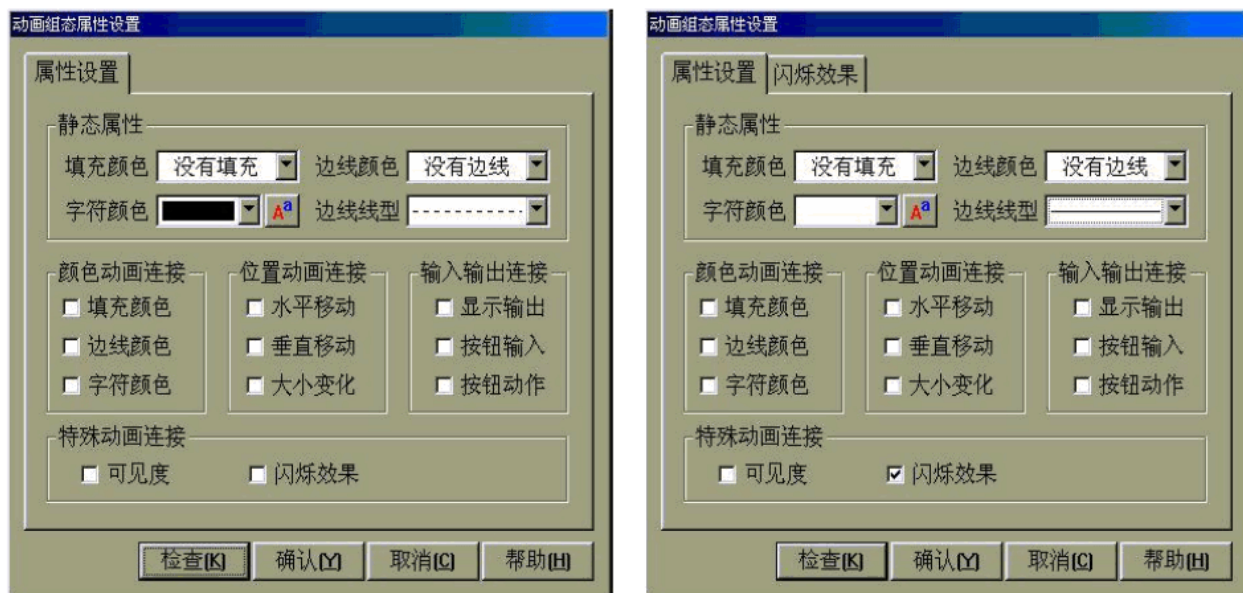 动画组态属性设置
属性设置
静态属性
填充颜色 没有填充 边线颜色 没有边线
字符颜色 Aa 边线线型
颜色动画连接 位置动画连接 输入输出连接
填充颜色 水平移动 显示输出
边线颜色 垂直移动 按钮输入
字符颜色 大小变化 按钮动作
特殊动画连接
可见度 闪烁效果
检查(K) 确认(Y) 取消(C) 帮助(H)
动画组态属性设置
属性设置 闪烁效果
静态属性
填充颜色 没有填充 边线颜色 没有边线
字符颜色 Aa 边线线型
颜色动画连接 位置动画连接 输入输出连接
填充颜色 水平移动 显示输出
边线颜色 垂直移动 按钮输入
字符颜色 大小变化 按钮动作
特殊动画连接
可见度 闪烁效果
检查(K) 确认(Y) 取消(C) 帮助(H)